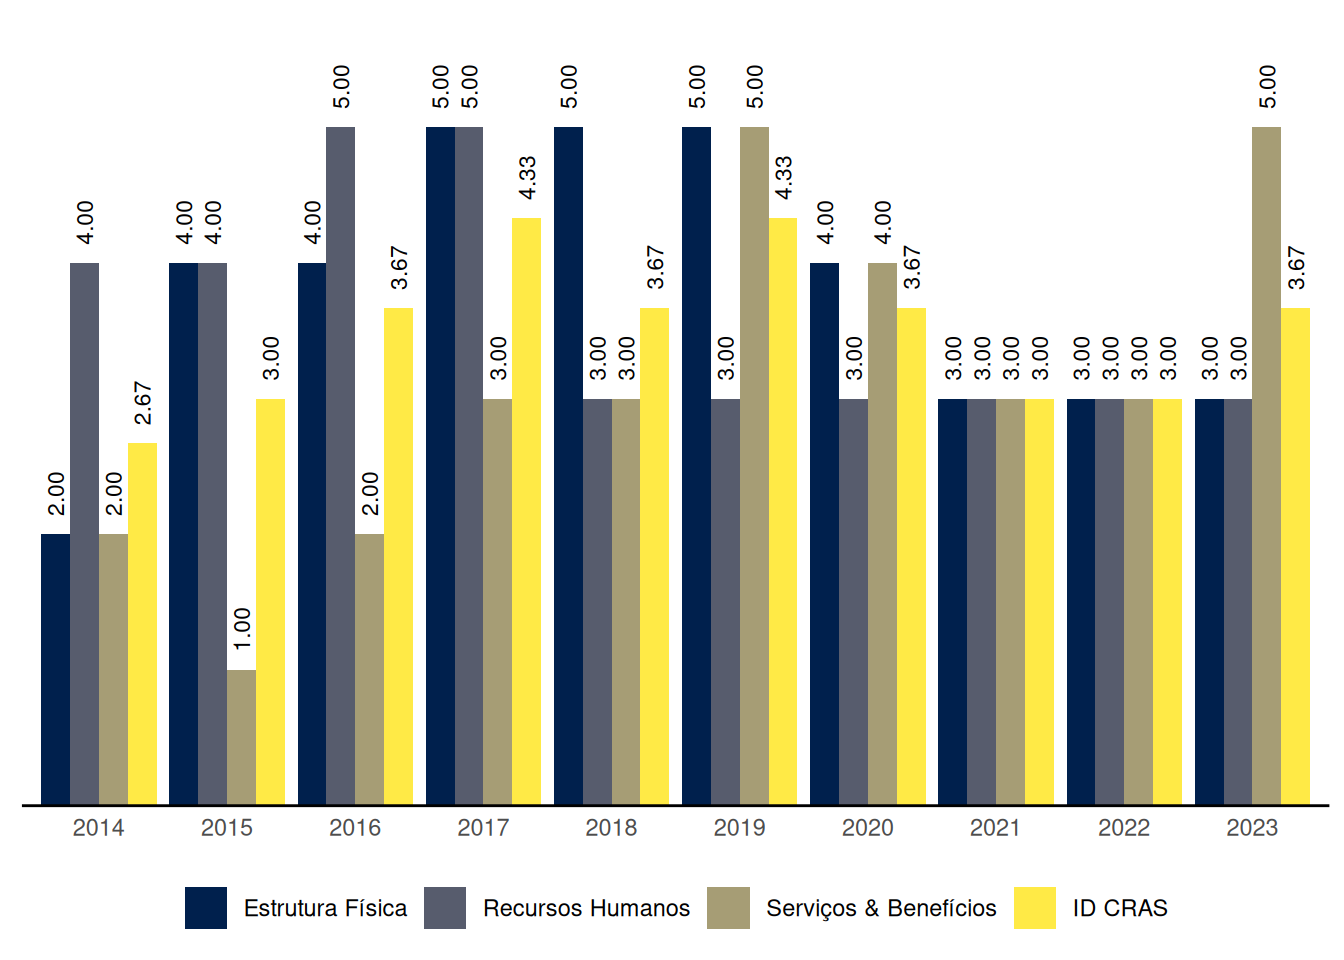 5.00 5.00 5.00 5.00 5.00 5.00 5.00
4.33 4.33
4.00 4.00 4.00 4.00 4.00 4.00
3.67 3.67 3.67 3.67
3.00 3.00 3.00 3.00 3.00 3.00 3.00 3.00 3.00 3.00 3.00 3.00 3.00 3.00 3.00 3.00
2.67
2.00 2.00 2.00
1.00
2014 2015 2016 2017 2018 2019 2020 2021 2022 2023
Estrutura Física Recursos Humanos Serviços & Benefícios ID CRAS